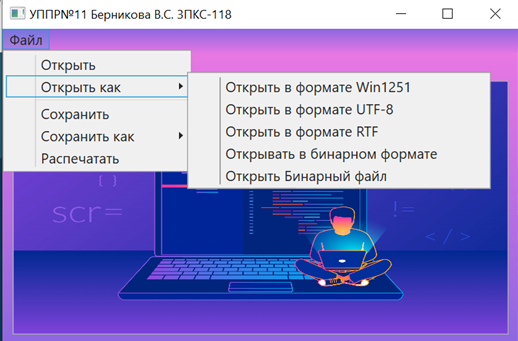 УППР№11 Берникова В.С. 3ПКС-118
Файл
Открыть
Открыть как
Сохранить
Сохранить как
Распечатать
Открыть в формате Win1251
Открыть в формате UTF-8
Открыть в формате RTF
Открывать в бинарном формате
Открыть Бинарный файл
[ ]
scr=
!=
</>